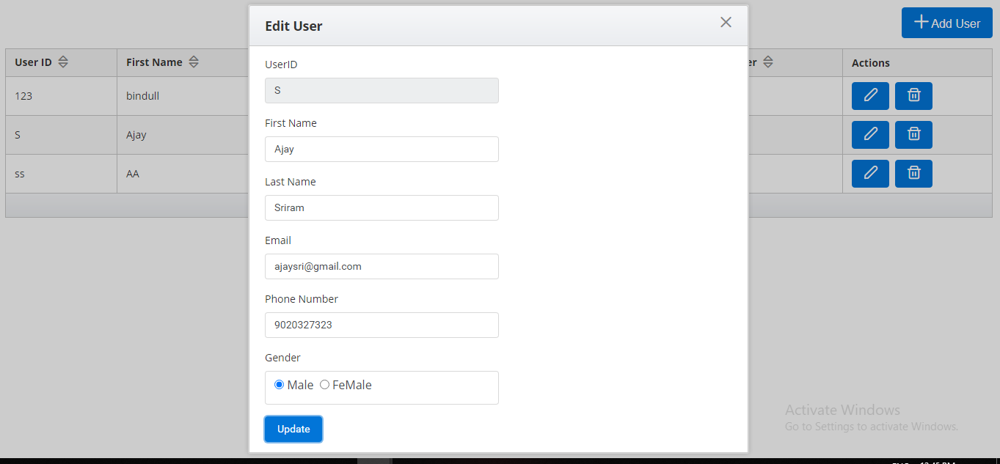 Edit User
Add User
User ID First Name er Actions
UserID
123 bindull
S
First Name
S Ajay
Ajay
ss AA
Last Name
Sriram
Email
ajaysri@gmail.com
Phone Number
9020327323
Gender
Male FeMale
Update
Activate Windows
Go to Settings to activate Windows.